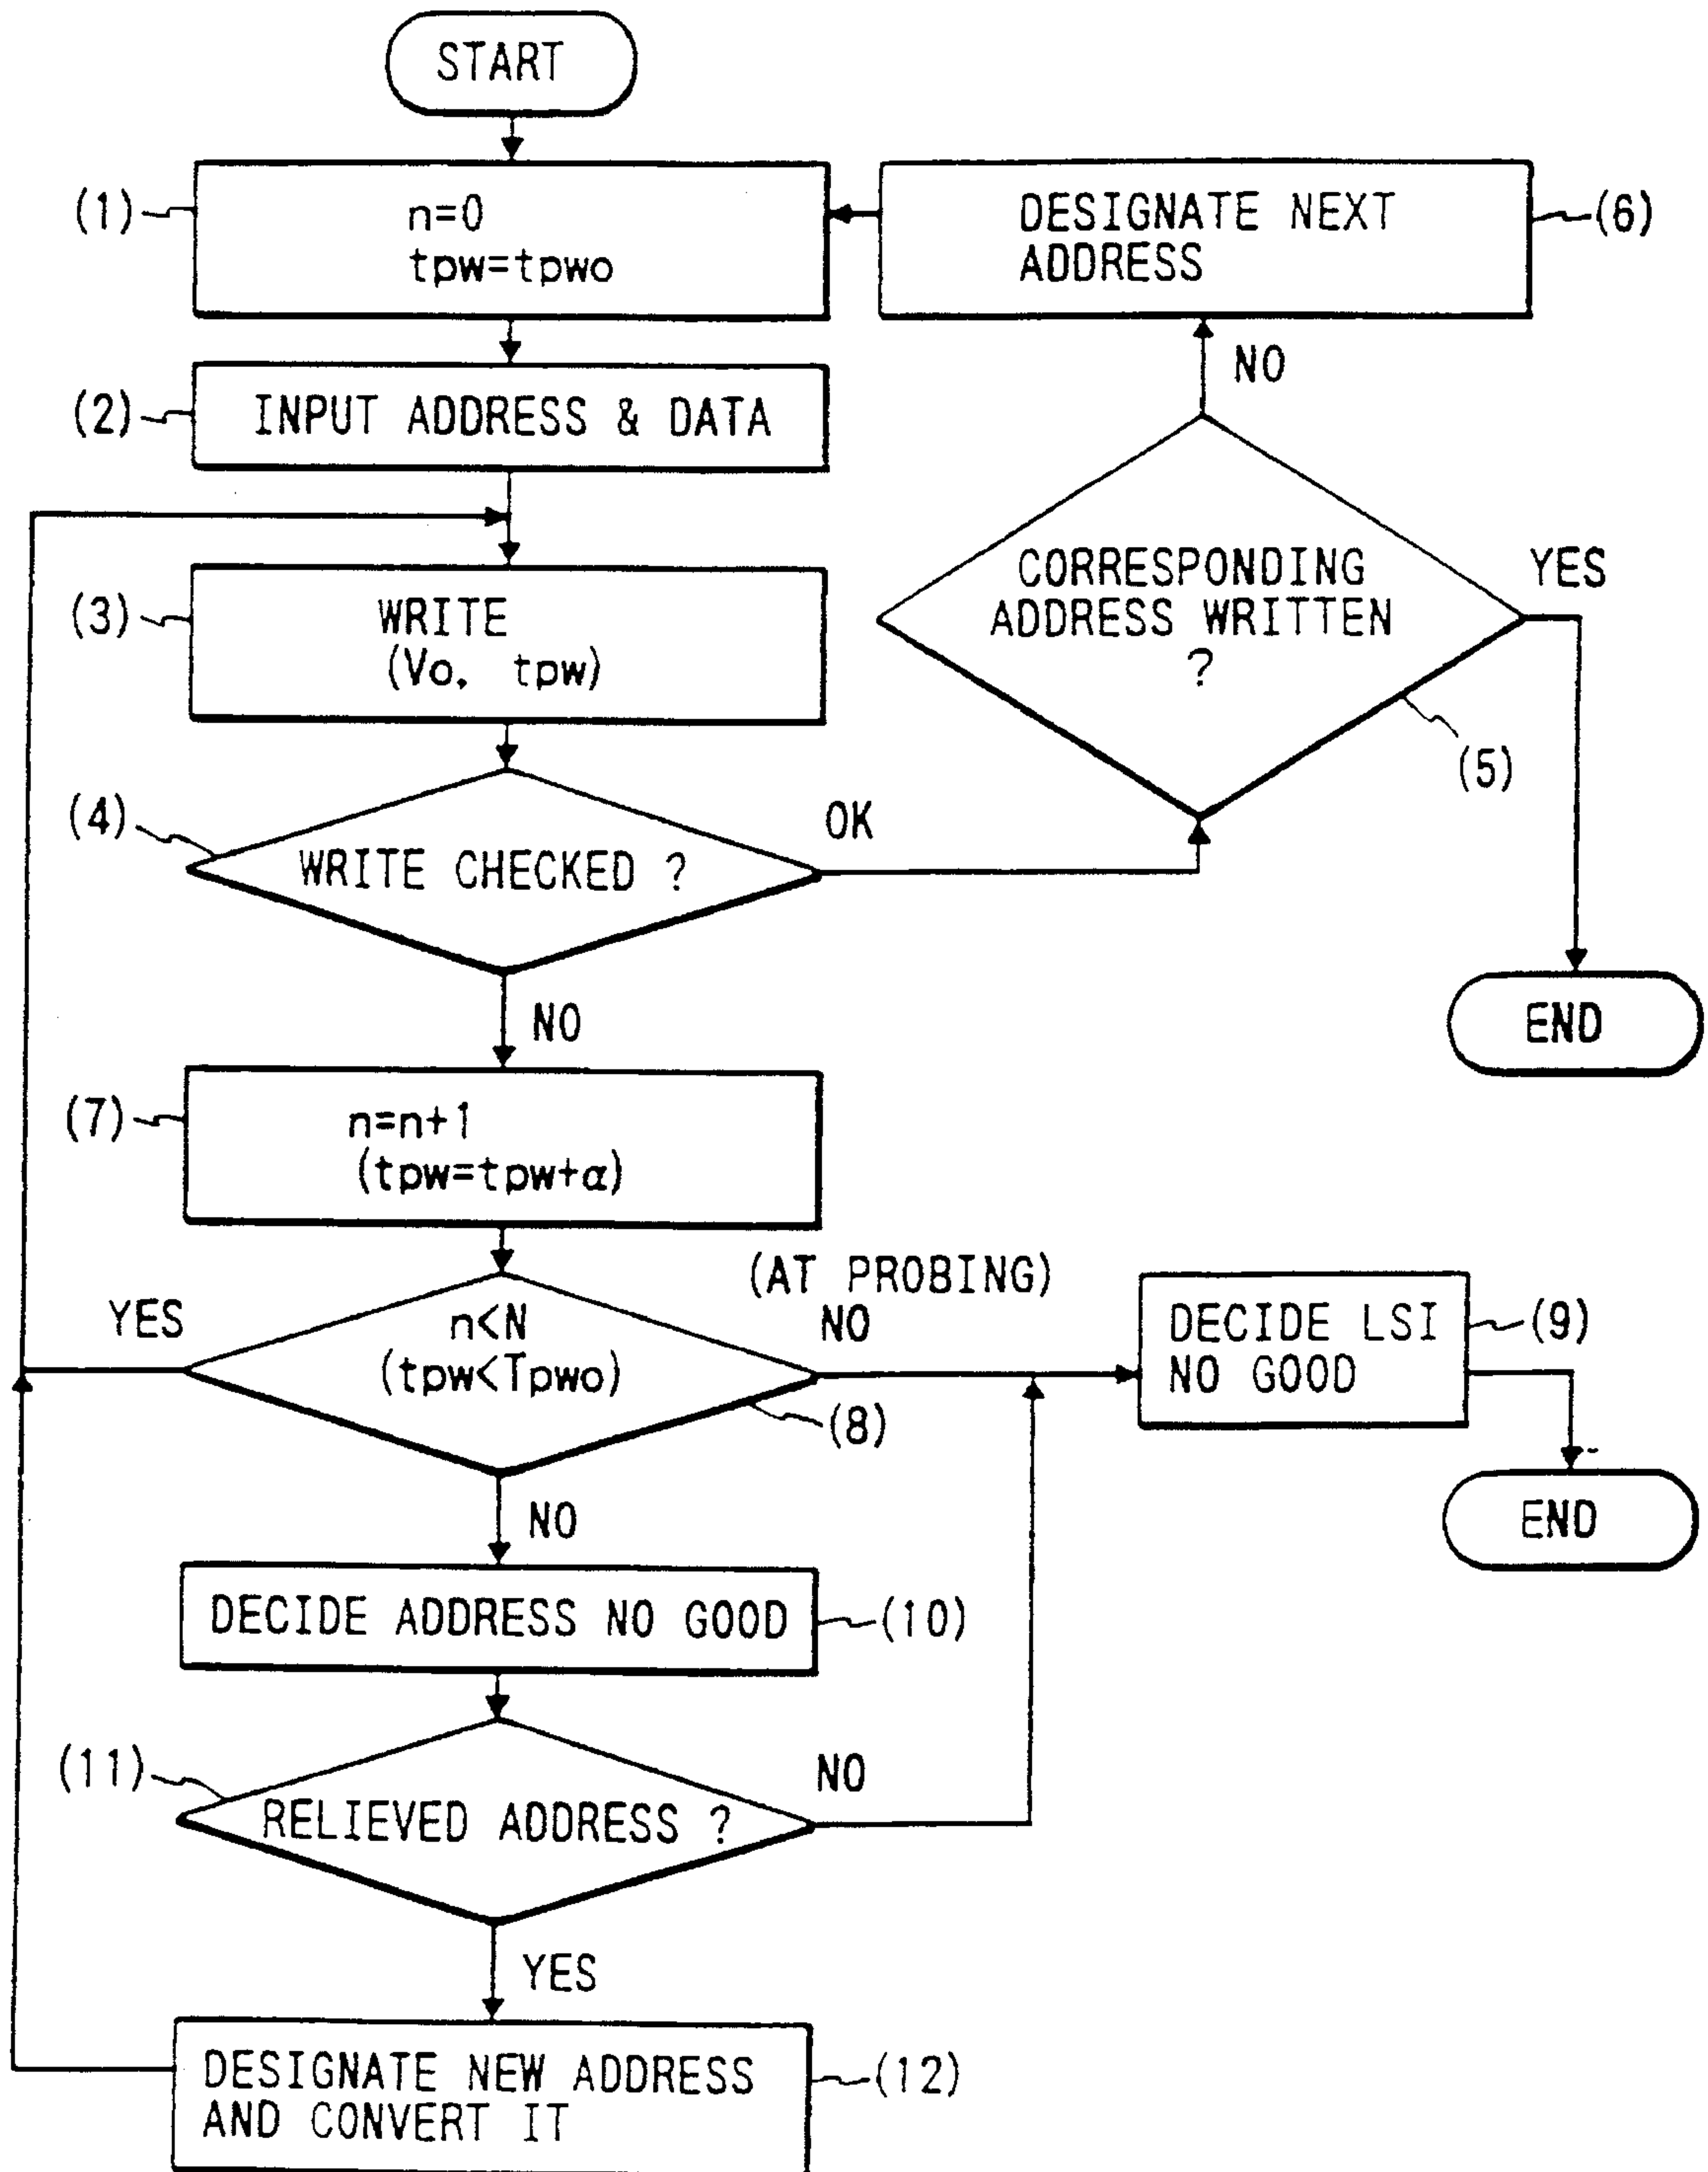 START
(1)
n=0
tpw=tpwo
DESIGNATE NEXT
ADDRESS
(6)
(2)
INPUT ADDRESS & DATA
NO
(3)
WRITE
(Vo, tpw)
CORRESPONDING
ADDRESS WRITTEN
?
YES
(5)
(4)
WRITE CHECKED ?
OK
NO
END
(7)
n=n+1
(tpw=tpw+α)
YES
n<N
(tpw<Tpwo)
(AT PROBING)
NO
(8)
DECIDE LSI
NO GOOD
(9)
NO
END
DECIDE ADDRESS NO GOOD
(10)
(11)
RELIEVED ADDRESS ?
NO
YES
DESIGNATE NEW ADDRESS
AND CONVERT IT
(12)